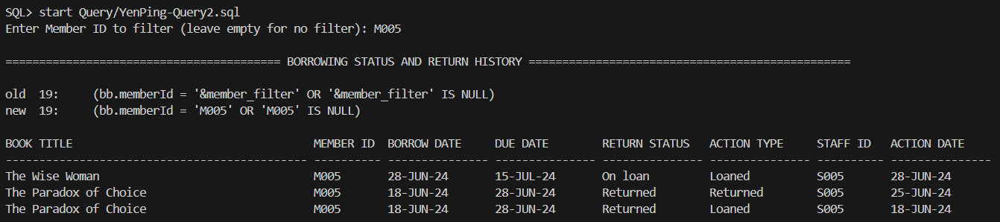 SQL> start Query/YenPing-Query2.sql
Enter Member ID to filter (leave empty for no filter): M005
========================================= BORROWING STATUS AND RETURN HISTORY ================================================
old  19:     (bb.memberId = '&member_filter' OR '&member_filter' IS NULL)
new  19:     (bb.memberId = 'M005' OR 'M005' IS NULL)
BOOK TITLE                                    MEMBER ID  BORROW DATE     DUE DATE        RETURN STATUS   ACTION TYPE     STAFF ID   ACTION DATE
--------------------------------------------- ---------- --------------- --------------- --------------- --------------- ---------- ---------------
The Wise Woman                                M005       28-JUN-24       15-JUL-24       On loan         Loaned          S005       28-JUN-24
The Paradox of Choice                         M005       18-JUN-24       28-JUN-24       Returned        Returned        S005       25-JUN-24
The Paradox of Choice                         M005       18-JUN-24       28-JUN-24       Returned        Loaned          S005       18-JUN-24